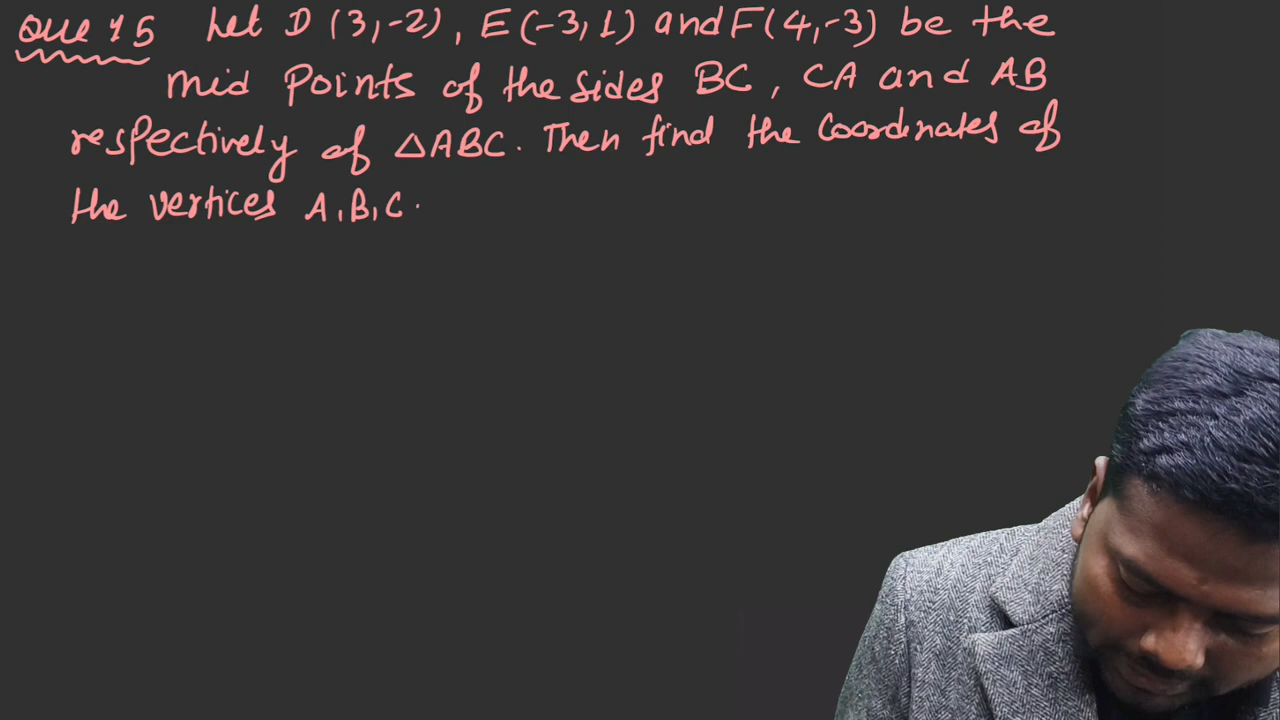 Que 15 Let D (3,-2), E(-3,1) and F(4,-3) be the
mid points of the sides BC, CA and AB
respectively of △ABC. Then find the Coordinates of
the vertices A,B,C.